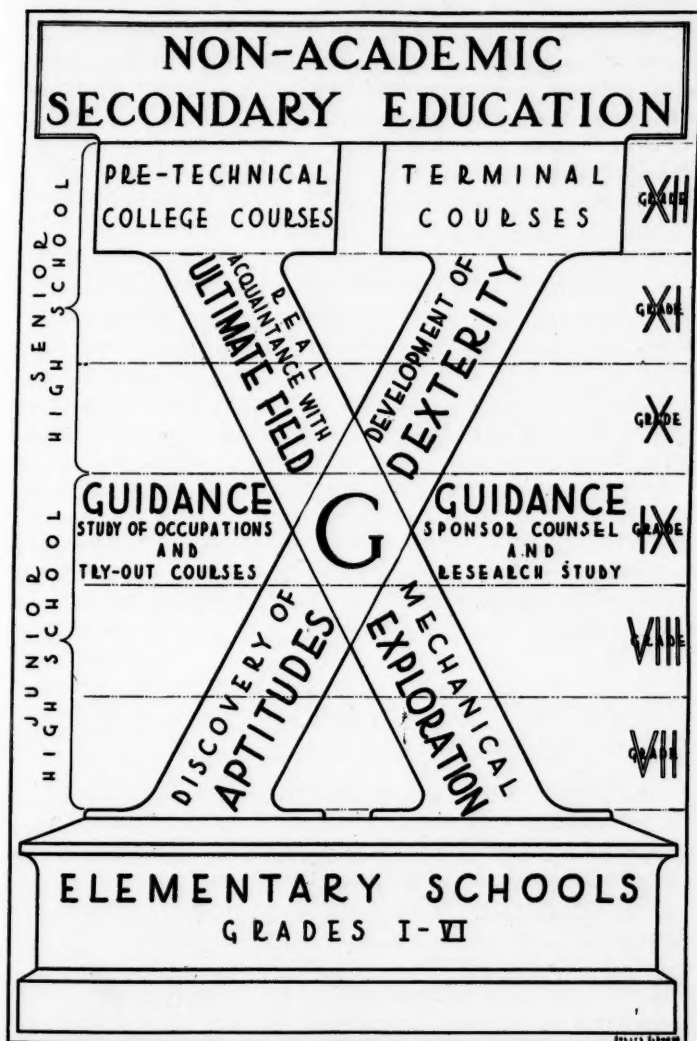 NON-ACADEMIC
SECONDARY EDUCATION
PRE-TECHNICAL
COLLEGE COURSES
TERMINAL
COURSES
GRADE XII
SENIOR
HIGH SCHOOL
REAL
ACQUAINTANCE WITH
ULTIMATE FIELD
DEVELOPMENT OF
DEXTERITY
GRADE XI
GRADE X
GUIDANCE
STUDY OF OCCUPATIONS
AND
TRY-OUT COURSES
G
GUIDANCE
SPONSOR COUNSEL
AND
RESEARCH STUDY
GRADE IX
JUNIOR
HIGH SCHOOL
DISCOVERY OF
APTITUDES
MECHANICAL
EXPLORATION
GRADE VIII
GRADE VII
ELEMENTARY SCHOOLS
GRADES I-VI